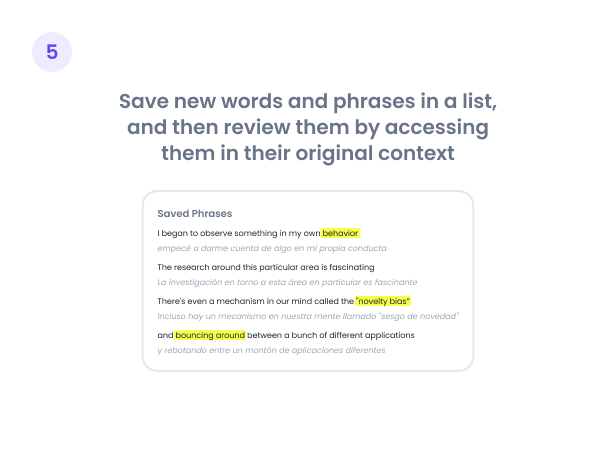 5
Save new words and phrases in a list,
and then review them by accessing
them in their original context
Saved Phrases
I began to observe something in my own behavior
empecé a darme cuenta de algo en mi propia conducta
The research around this particular area is fascinating
La investigación en torno a esta área en particular es fascinante
There's even a mechanism in our mind called the "novelty bias"
Incluso hay un mecanismo en nuestra mente llamado "sesgo de novedad"
and bouncing around between a bunch of different applications
y rebotando entre un montón de aplicaciones diferentes